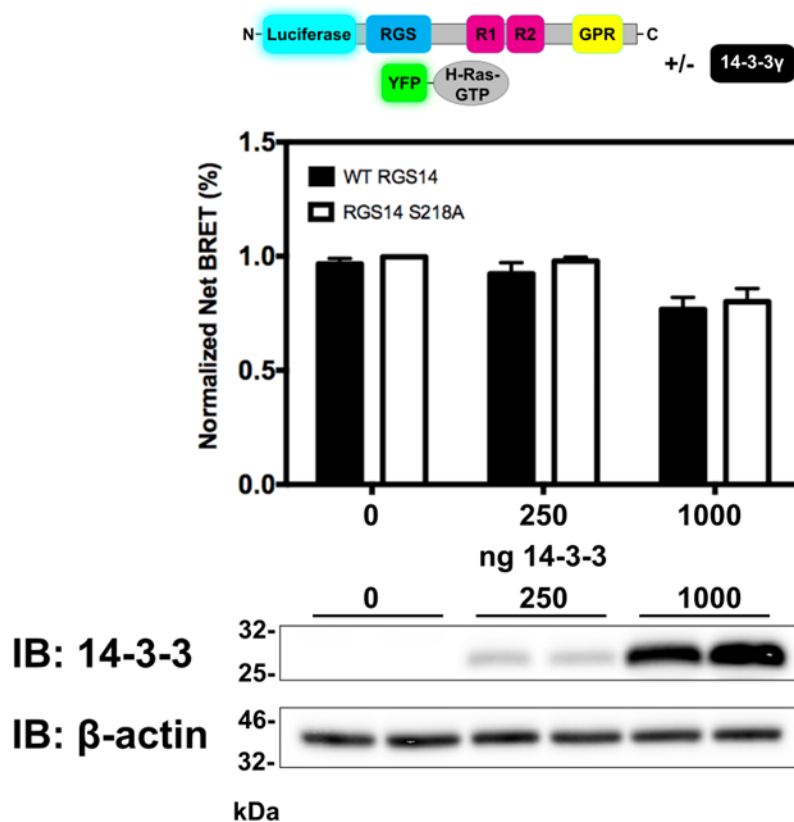 N- Luciferase RGS R1 R2 GPR -C
YFP H-Ras-GTP +/- 14-3-3γ
Normalized Net BRET (%)
1.5
1.0
0.5
0.0
WT RGS14
RGS14 S218A
0 250 1000
ng 14-3-3
0 250 1000
IB: 14-3-3
32-
25-
IB: β-actin
46-
32-
kDa